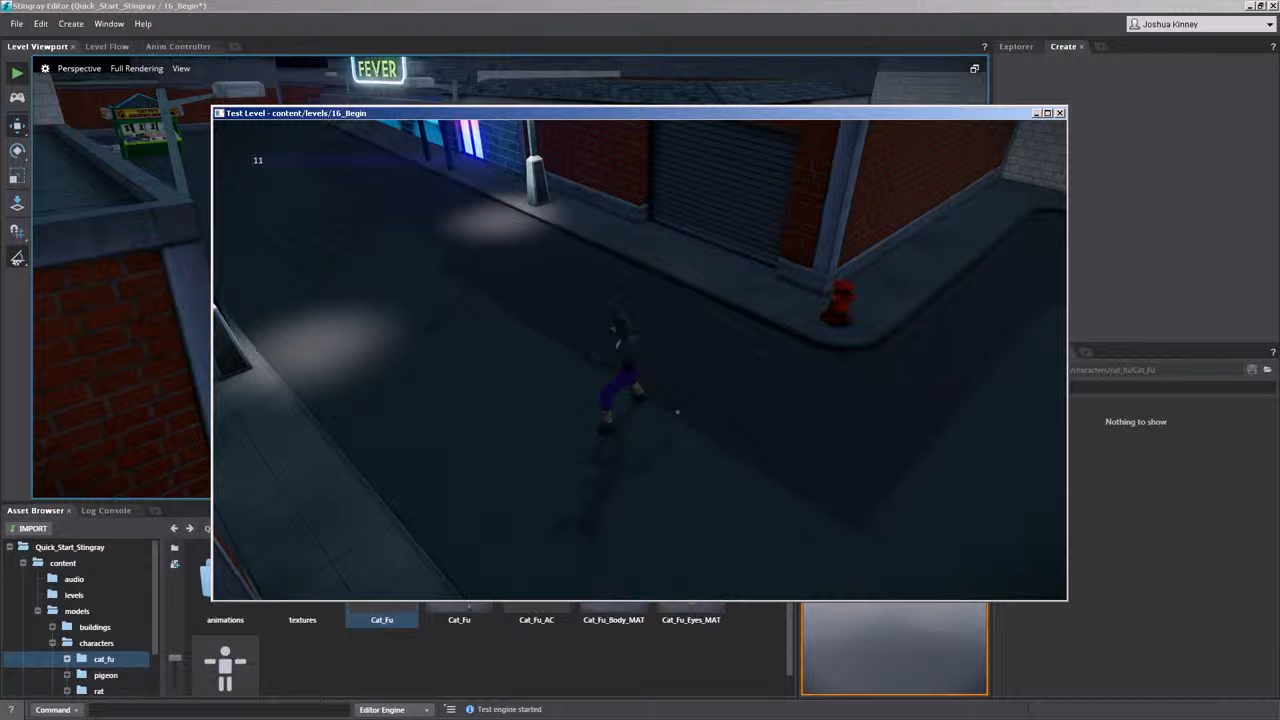 Stingray Editor (Quick_Start_Stingray / 16_Begin*)
File Edit Create Window Help
Joshua Kinney
Level Viewport × Level Flow Anim Controller
? Explorer Create × ?
Perspective Full Rendering View
FEVER
Test Level - content/levels/16_Begin
11
?
/characters/cat_fu/Cat_Fu
Nothing to show
Asset Browser × Log Console
IMPORT
Quick_Start_Stingray
content
audio
levels
models
buildings
characters
cat_fu
pigeon
rat
animations textures Cat_Fu Cat_Fu Cat_Fu_AC Cat_Fu_Body_MAT Cat_Fu_Eyes_MAT
? Command Editor Engine Test engine started